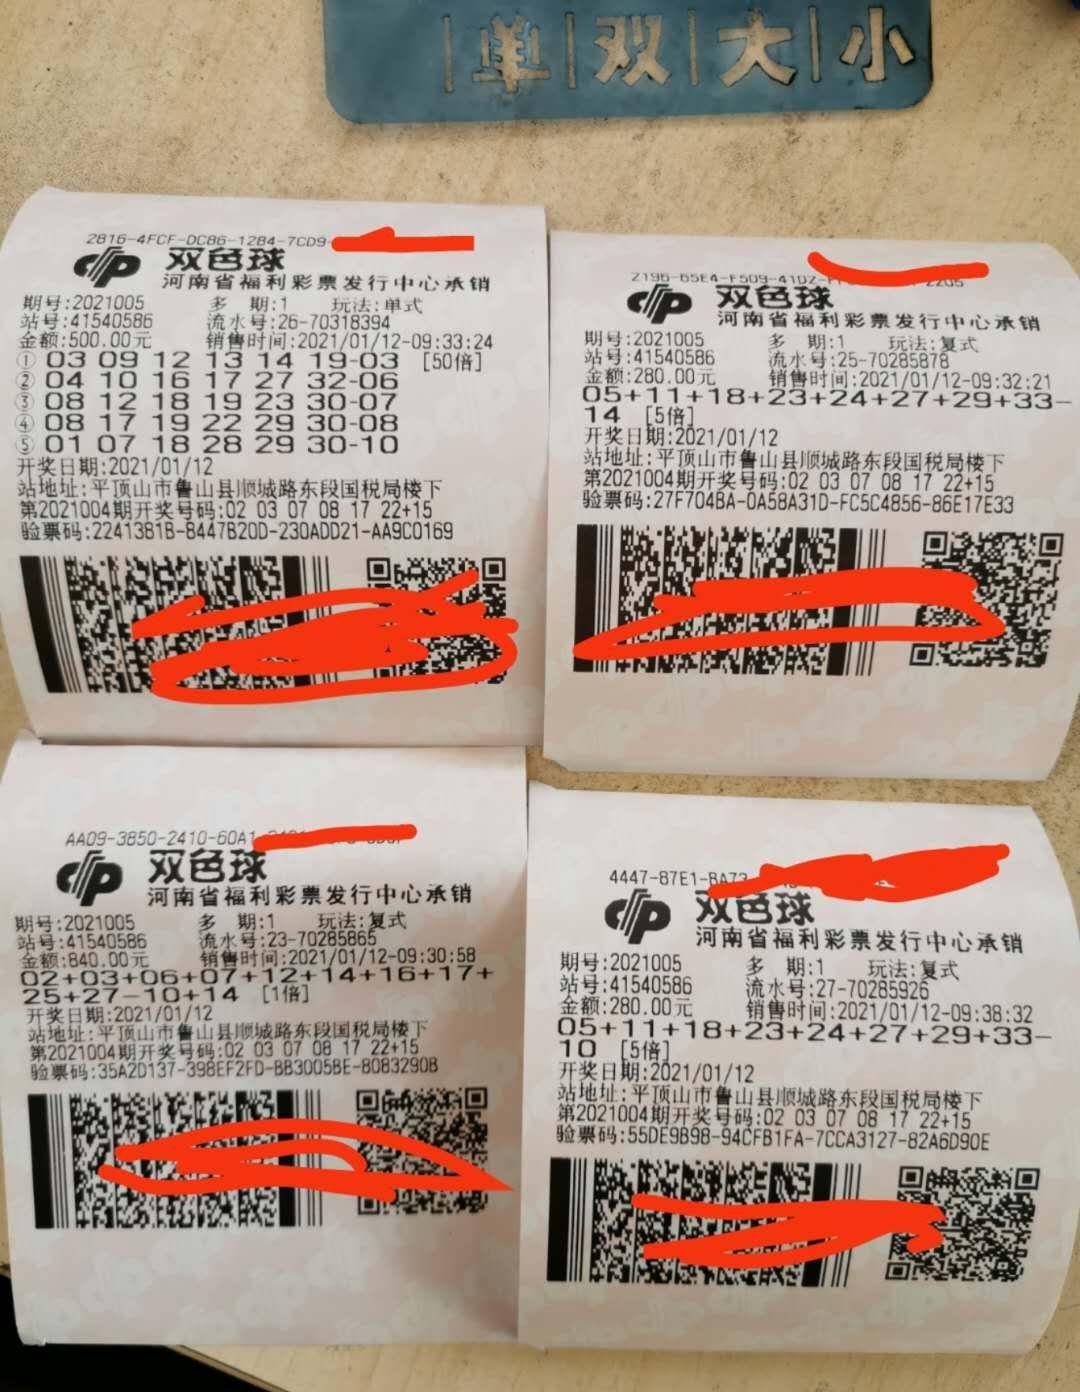 单 双 大 小
2816-4FCF-DC86-1284-7CD9-
双色球
河南省福利彩票发行中心承销
期号:2021005 多 期:1 玩法:单式
站号:41540586 流水号:26-70318394
金额:500.00元 销售时间:2021/01/12-09:33:24
① 03 09 12 13 14 19-03 [50倍]
② 04 10 16 17 27 32-06
③ 08 12 18 19 23 30-07
④ 08 17 19 22 29 30-08
⑤ 01 07 18 28 29 30-10
开奖日期:2021/01/12
站地址:平顶山市鲁山县顺城路东段国税局楼下
第2021004期开奖号码:02 03 07 08 17 22+15
验票码:2241381B-8447B20D-230ADD21-AA9C0169
2196-65E4-F509-41D2-
双色球
河南省福利彩票发行中心承销
期号:2021005 多 期:1 玩法:复式
站号:41540586 流水号:25-70285878
金额:280.00元 销售时间:2021/01/12-09:32:21
05+11+18+23+24+27+29+33-
14 [5倍]
开奖日期:2021/01/12
站地址:平顶山市鲁山县顺城路东段国税局楼下
第2021004期开奖号码:02 03 07 08 17 22+15
验票码:27F704BA-0A58A31D-FC5C4856-86E17E33
AA09-3850-2410-60A1-
双色球
河南省福利彩票发行中心承销
期号:2021005 多 期:1 玩法:复式
站号:41540586 流水号:23-70285865
金额:840.00元 销售时间:2021/01/12-09:30:58
02+03+06+07+12+14+16+17+
25+27-10+14 [1倍]
开奖日期:2021/01/12
站地址:平顶山市鲁山县顺城路东段国税局楼下
第2021004期开奖号码:02 03 07 08 17 22+15
验票码:35A2D137-398EF2FD-BB3005BE-8083290B
4447-87E1-BA73
双色球
河南省福利彩票发行中心承销
期号:2021005 多 期:1 玩法:复式
站号:41540586 流水号:27-70285926
金额:280.00元 销售时间:2021/01/12-09:38:32
05+11+18+23+24+27+29+33-
10 [5倍]
开奖日期:2021/01/12
站地址:平顶山市鲁山县顺城路东段国税局楼下
第2021004期开奖号码:02 03 07 08 17 22+15
验票码:55DE9B98-94CFB1FA-7CCA3127-82A6D90E